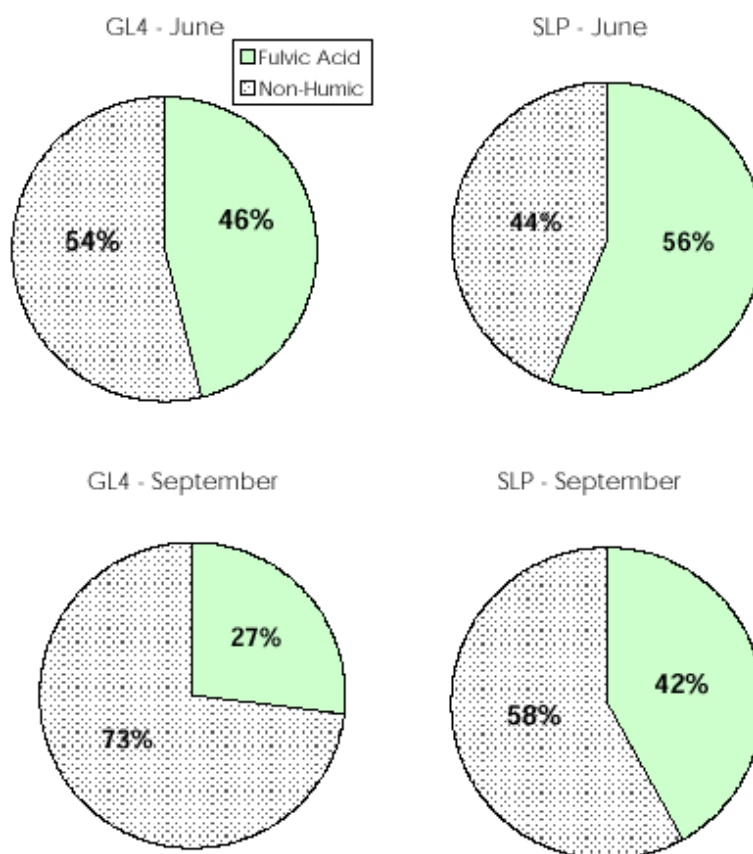 GL4 - June
SLP - June
Fulvic Acid
Non-Humic
54%
46%
44%
56%
GL4 - September
SLP - September
27%
73%
58%
42%